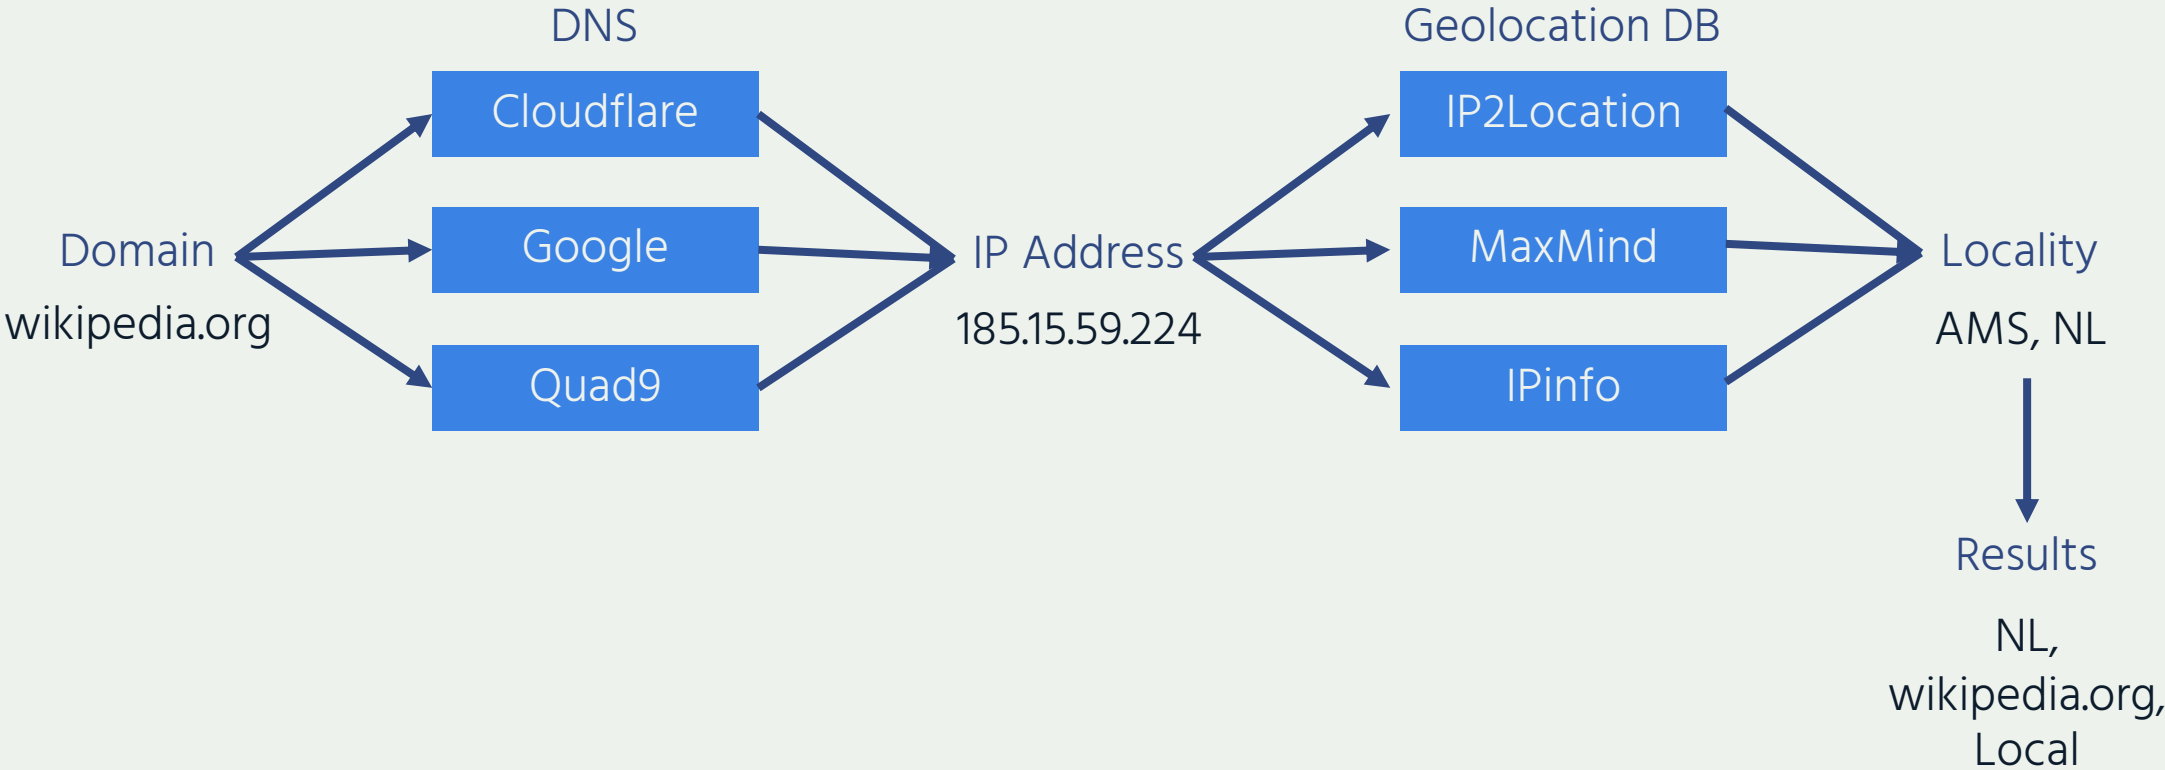 DNS
Geolocation DB
Cloudflare
IP2Location
Domain
Google
IP Address
MaxMind
Locality
wikipedia.org
185.15.59.224
AMS, NL
Quad9
IPinfo
Results
NL,
wikipedia.org,
Local